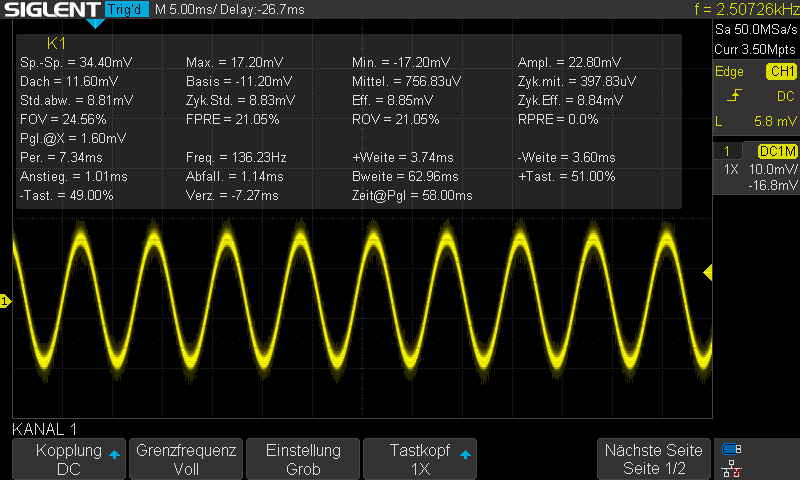 SIGLENT Trig'd M 5.00ms/ Delay:-26.7ms f = 2.50726kHz
Sa 50.0MSa/s
Curr 3.50Mpts
K1
Sp.-Sp. = 34.40mV Max. = 17.20mV Min. = -17.20mV Ampl. = 22.80mV
Dach = 11.60mV Basis = -11.20mV Mittel. = 756.83uV Zyk.mit. = 397.83uV
Std.abw. = 8.81mV Zyk.Std. = 8.83mV Eff. = 8.85mV Zyk.Eff. = 8.84mV
FOV = 24.56% FPRE = 21.05% ROV = 21.05% RPRE = 0.0%
Pgl.@X = 1.60mV
Per. = 7.34ms Freq. = 136.23Hz +Weite = 3.74ms -Weite = 3.60ms
Anstieg. = 1.01ms Abfall. = 1.14ms Bweite = 62.96ms +Tast. = 51.00%
-Tast. = 49.00% Verz. = -7.27ms Zeit@Pgl = 58.00ms
Edge CH1
DC
L 5.8 mV
1 DC1M
1X 10.0mV/
-16.8mV
1
KANAL 1
Kopplung
DC
Grenzfrequenz
Voll
Einstellung
Grob
Tastkopf
1X
Nächste Seite
Seite 1/2